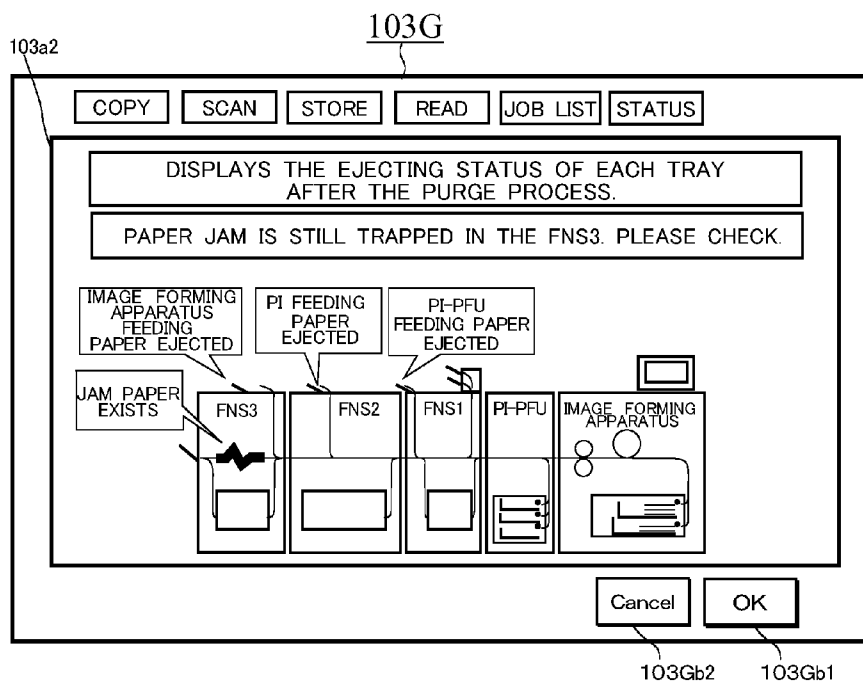 103G
103a2
COPY
SCAN
STORE
READ
JOB LIST
STATUS
DISPLAYS THE EJECTING STATUS OF EACH TRAY
AFTER THE PURGE PROCESS.
PAPER JAM IS STILL TRAPPED IN THE FNS3. PLEASE CHECK.
IMAGE FORMING
APPARATUS
FEEDING
PAPER EJECTED
PI FEEDING
PAPER
EJECTED
PI-PFU
FEEDING PAPER
EJECTED
JAM PAPER
EXISTS
FNS3
FNS2
FNS1
PI-PFU
IMAGE FORMING
APPARATUS
Cancel
OK
103Gb2
103Gb1